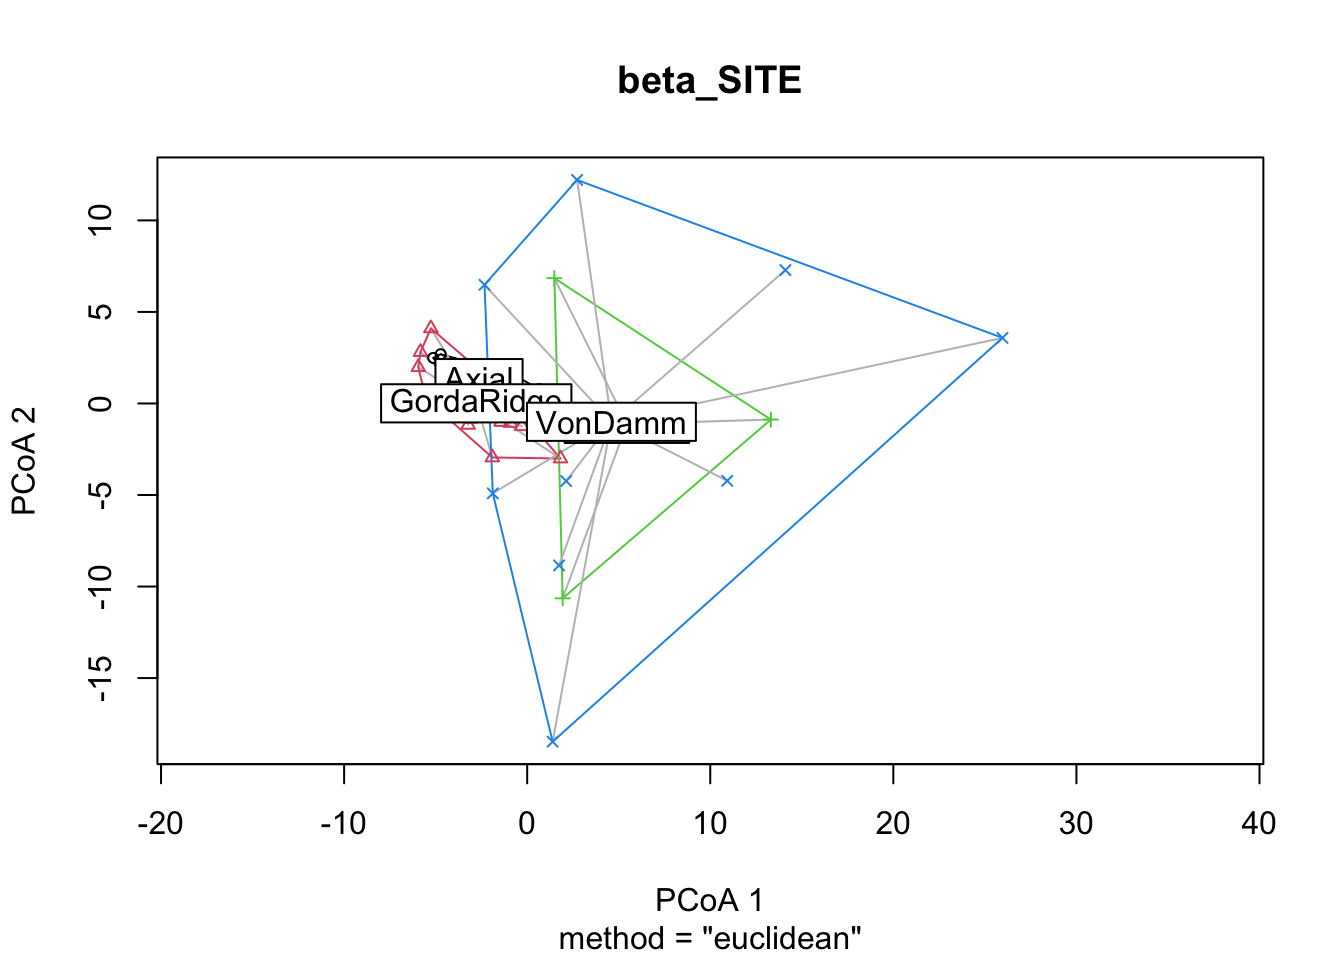 beta_SITE
10
5
0
-5
-10
-15
PCoA 2
Axial
GordaRidge
VonDamm
-20 -10 0 10 20 30 40
PCoA 1
method = "euclidean"